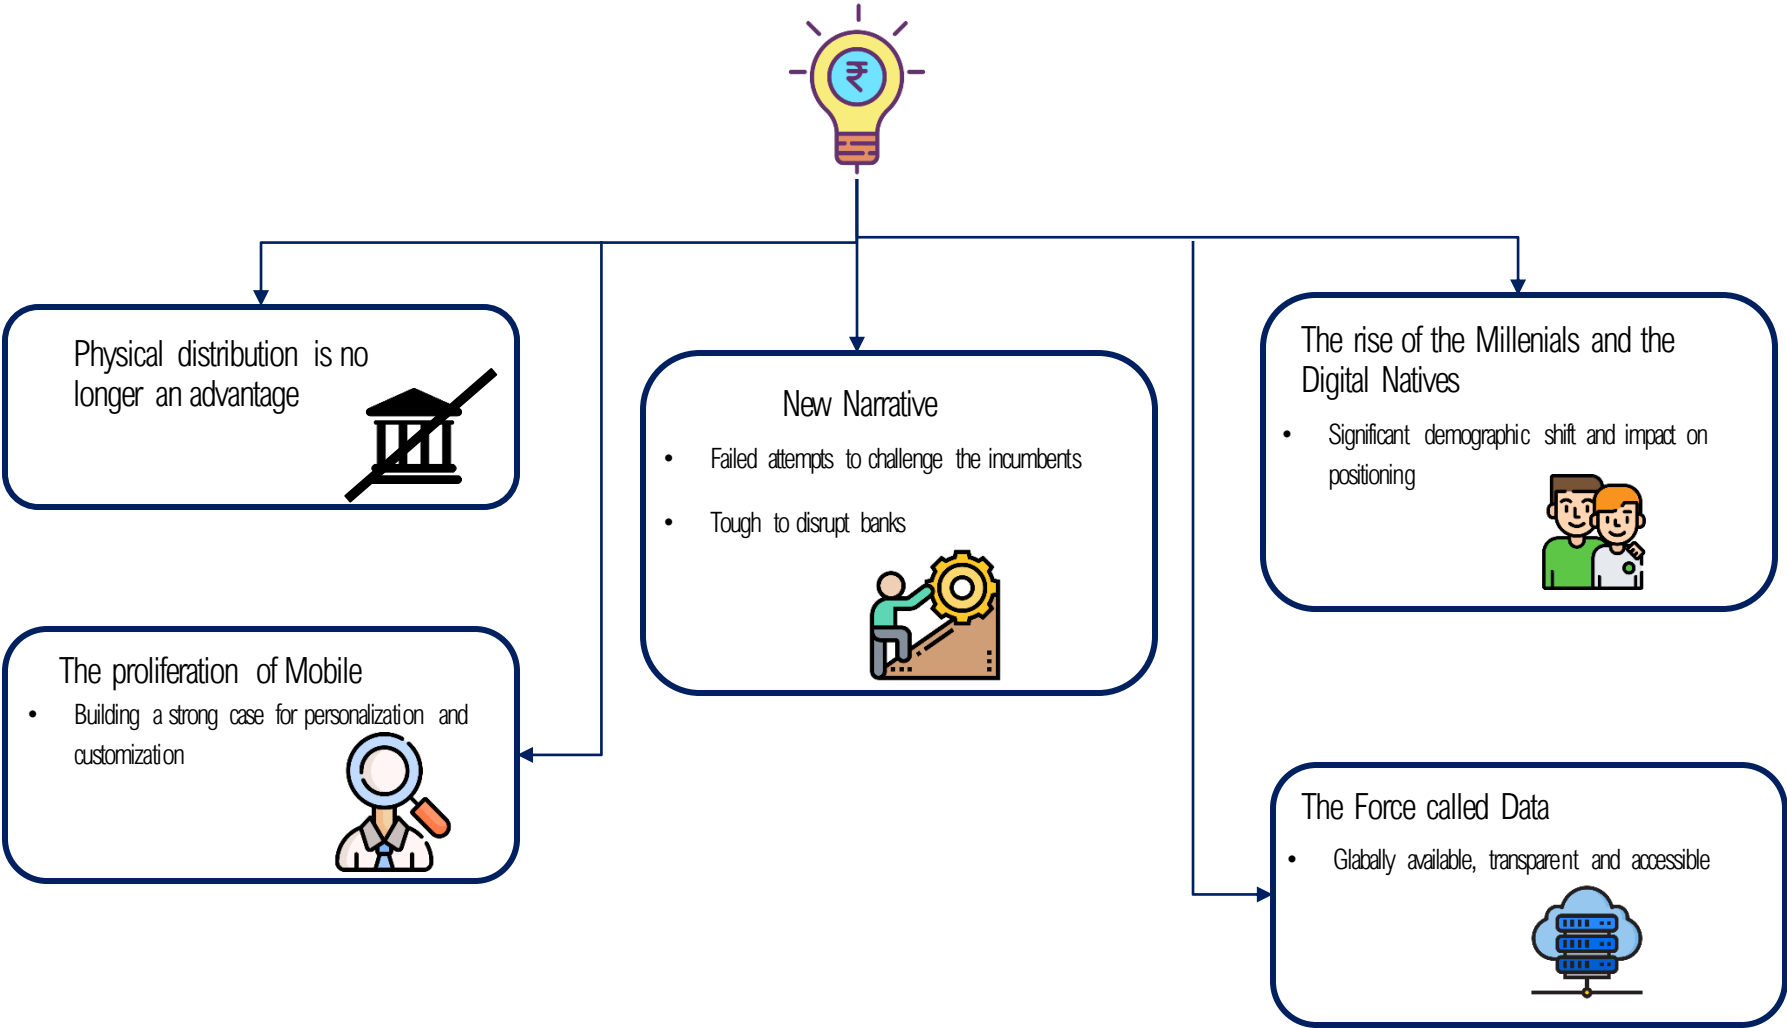 ₹
Physical distribution is no
longer an advantage
The proliferation of Mobile
• Building a strong case for personalization and
customization
New Narrative
• Failed attempts to challenge the incumbents
• Tough to disrupt banks
The rise of the Millenials and the
Digital Natives
• Significant demographic shift and impact on
positioning
The Force called Data
• Glabally available, transparent and accessible